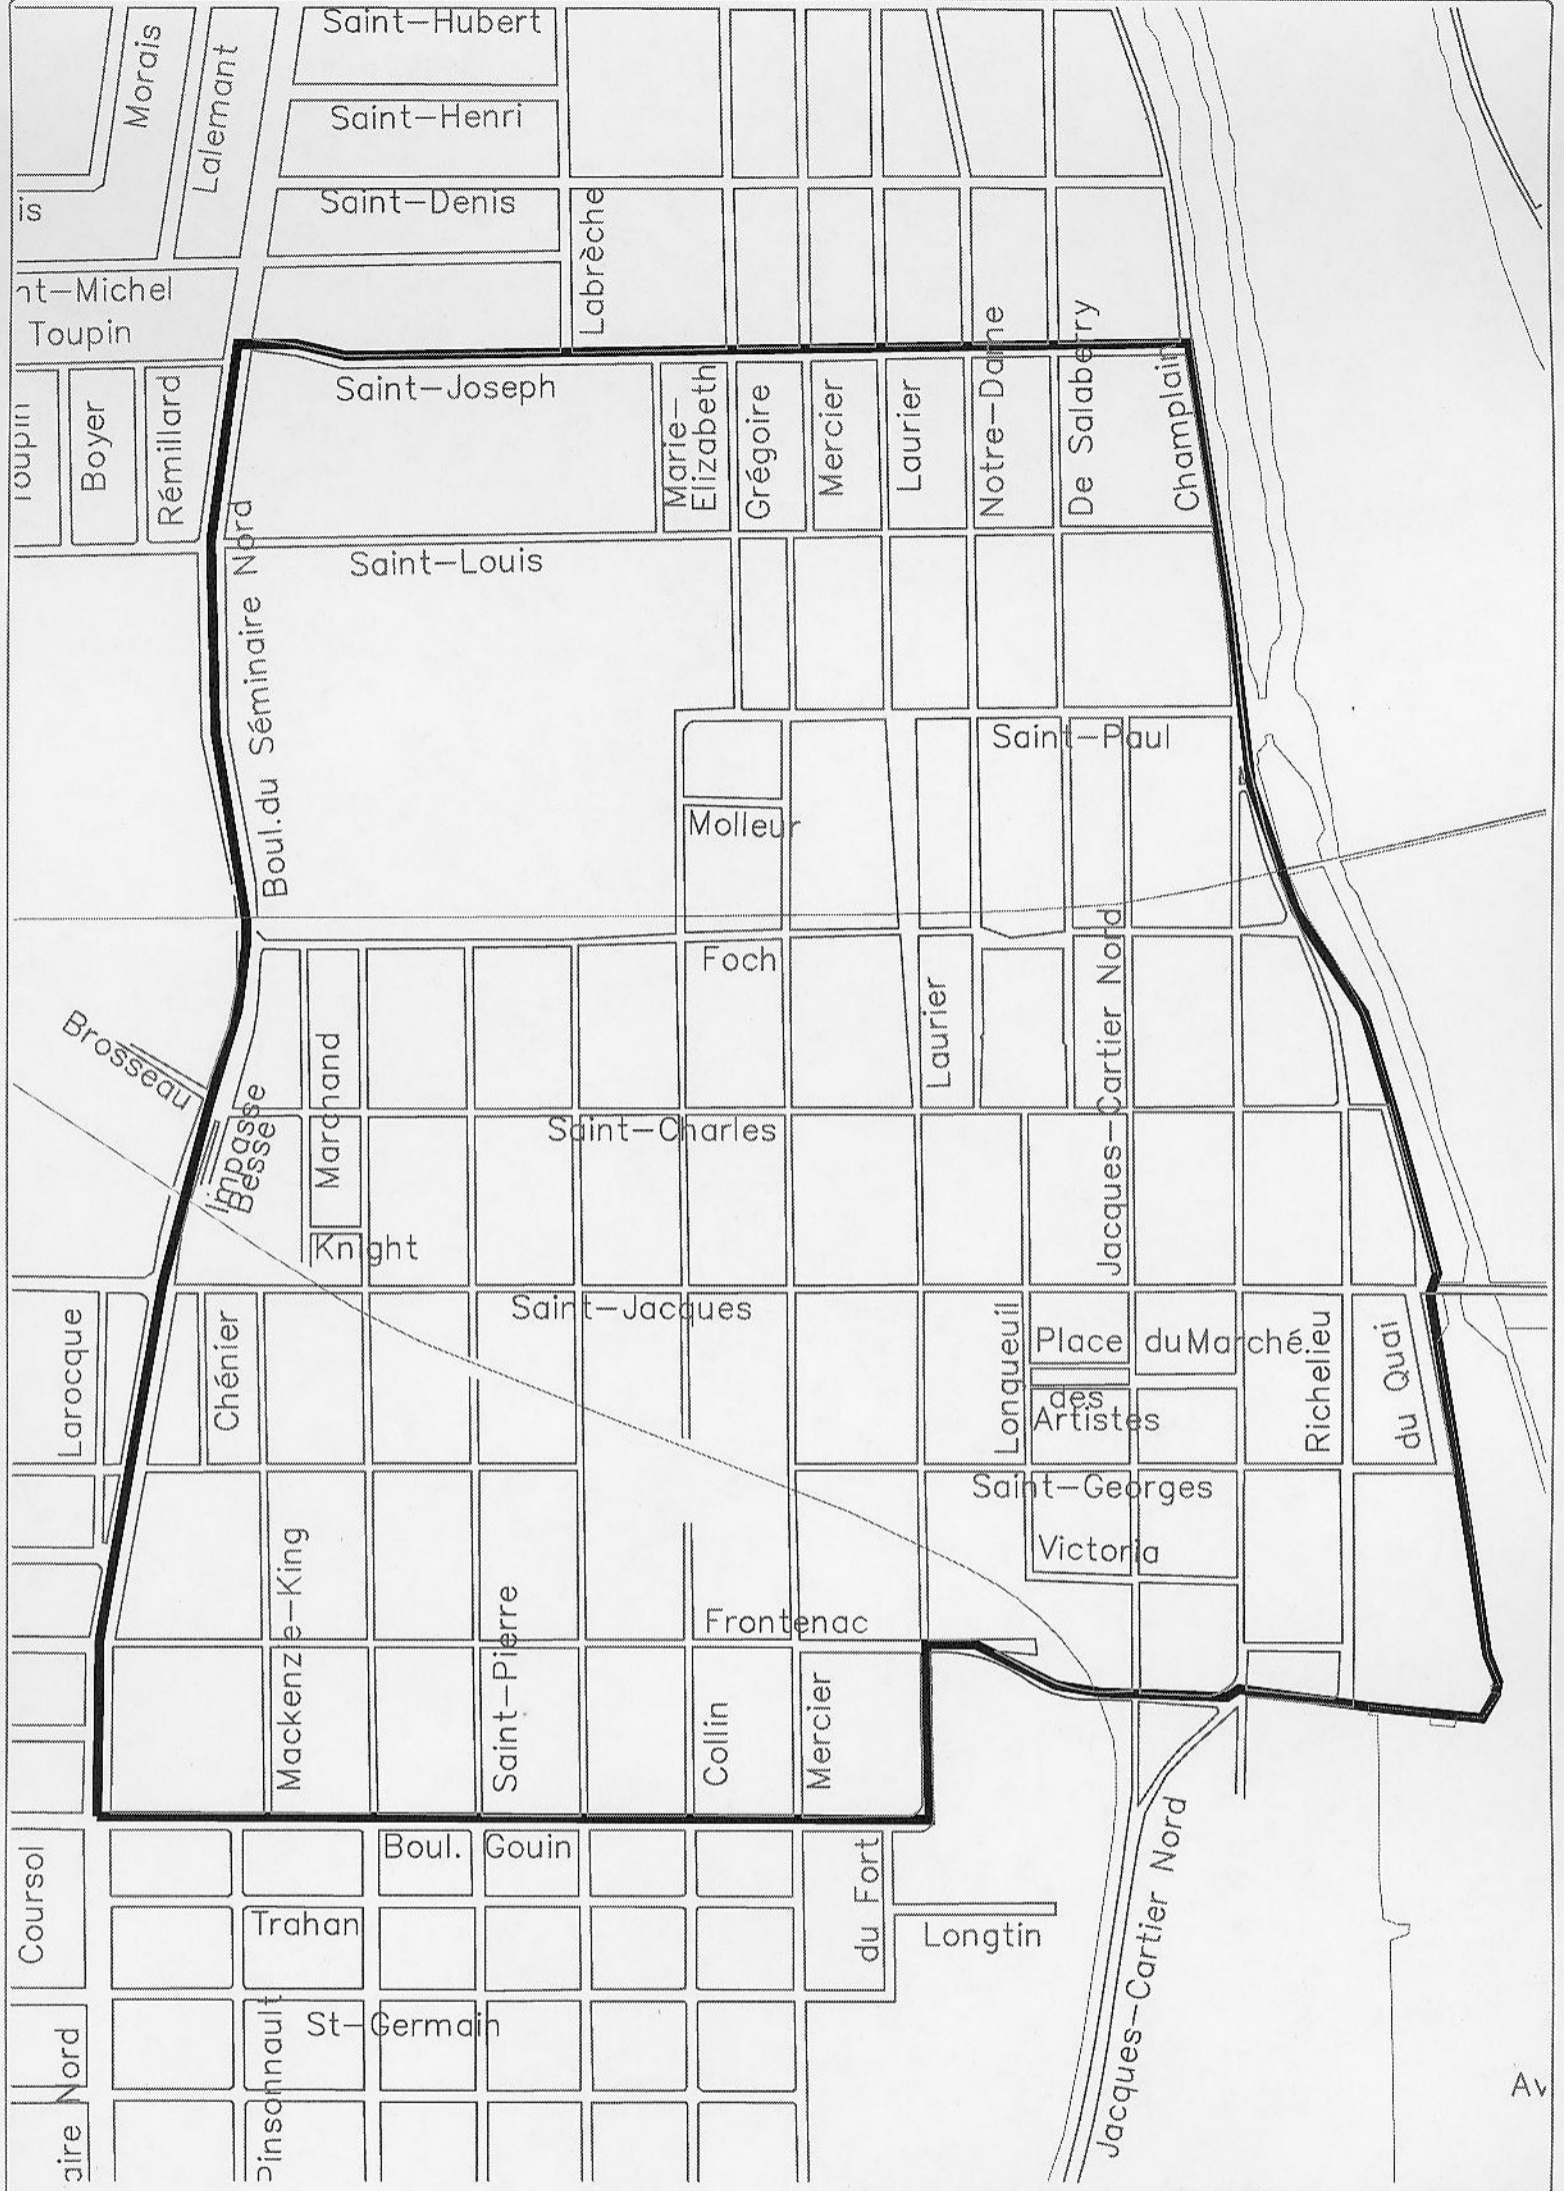 Saint-Hubert
Morais
Lalemant
Saint-Henri
is
Saint-Denis
Labrèche
nt-Michel
Toupin
Notre-Dame
De Salaberry
Champlain
Saint-Joseph
Marie-
Elizabeth
Grégoire
Mercier
Laurier
Toupin
Boyer
Rémillard
Boul.du Séminaire Nord
Saint-Louis
Saint-Paul
Molleur
Foch
Jacques-Cartier Nord
Laurier
Brosseau
Marchand
Impasse
Besse
Saint-Charles
Knight
Saint-Jacques
Larocque
Chénier
Longueuil
Place du Marché
Richelieu
du Quai
des
Artistes
Saint-Georges
Victoria
Mackenzie-King
Saint-Pierre
Frontenac
Collin
Mercier
Boul. Gouin
Coursol
du Fort
Trahan
Longtin
Jacques-Cartier Nord
St-Germain
Pinsonnault
aire Nord
Av